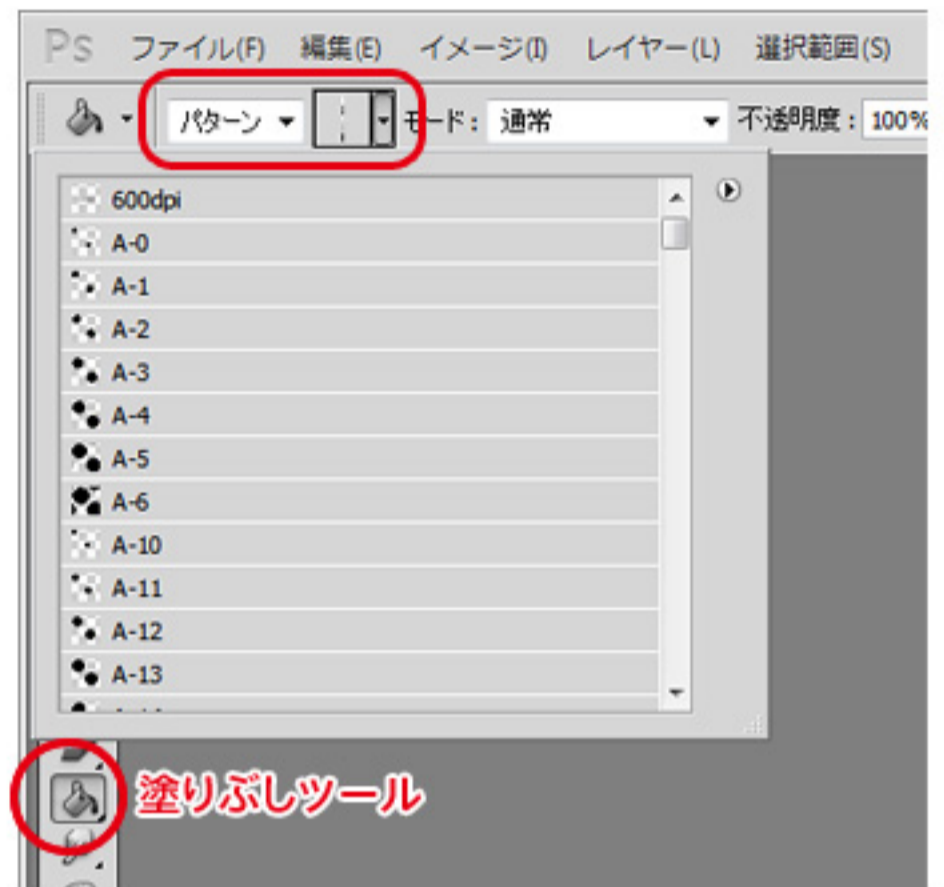 Ps ファイル(F) 編集(E) イメージ(I) レイヤー(L) 選択範囲(S)
パターン モード: 通常 不透明度: 100%
600dpi
A-0
A-1
A-2
A-3
A-4
A-5
A-6
A-10
A-11
A-12
A-13
塗りぶしツール